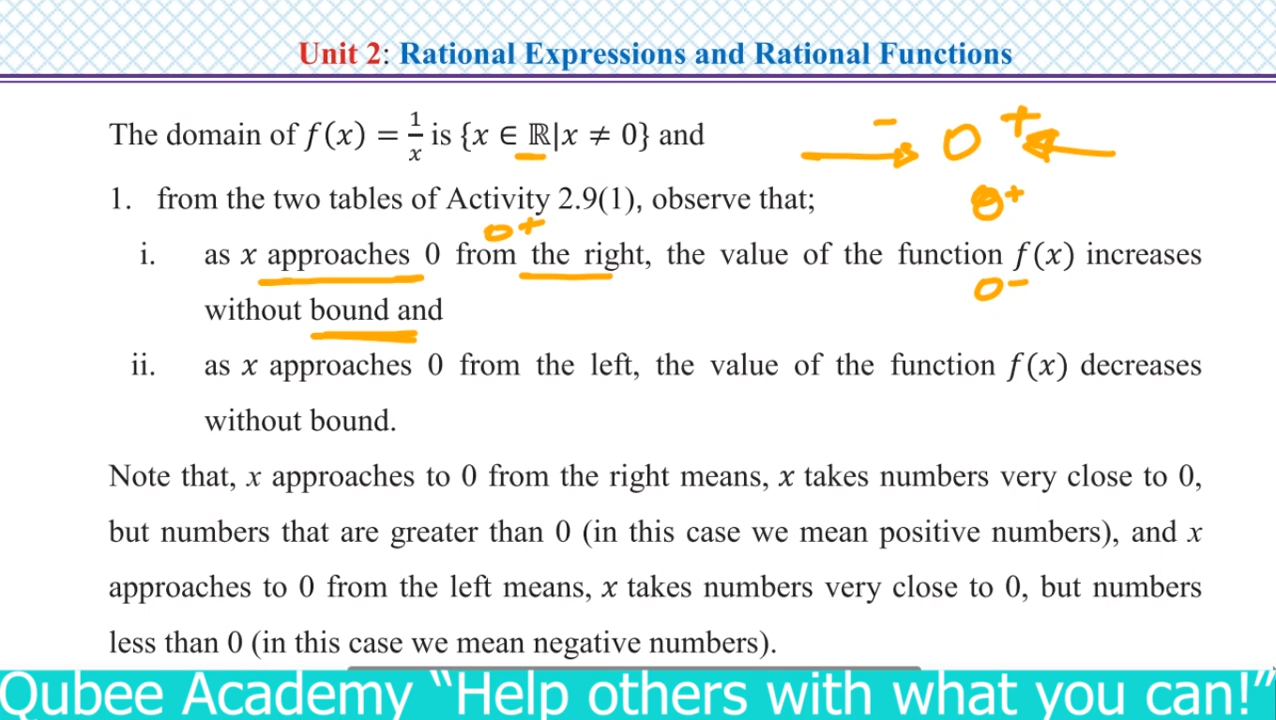 Unit 2: Rational Expressions and Rational Functions
The domain of f(x) = 1/x is {x ∈ ℝ|x ≠ 0} and
- 0 +
1. from the two tables of Activity 2.9(1), observe that;
0+
0+
i. as x approaches 0 from the right, the value of the function f(x) increases
0-
without bound and
ii. as x approaches 0 from the left, the value of the function f(x) decreases
without bound.
Note that, x approaches to 0 from the right means, x takes numbers very close to 0,
but numbers that are greater than 0 (in this case we mean positive numbers), and x
approaches to 0 from the left means, x takes numbers very close to 0, but numbers
less than 0 (in this case we mean negative numbers).
Qubee Academy “Help others with what you can!”